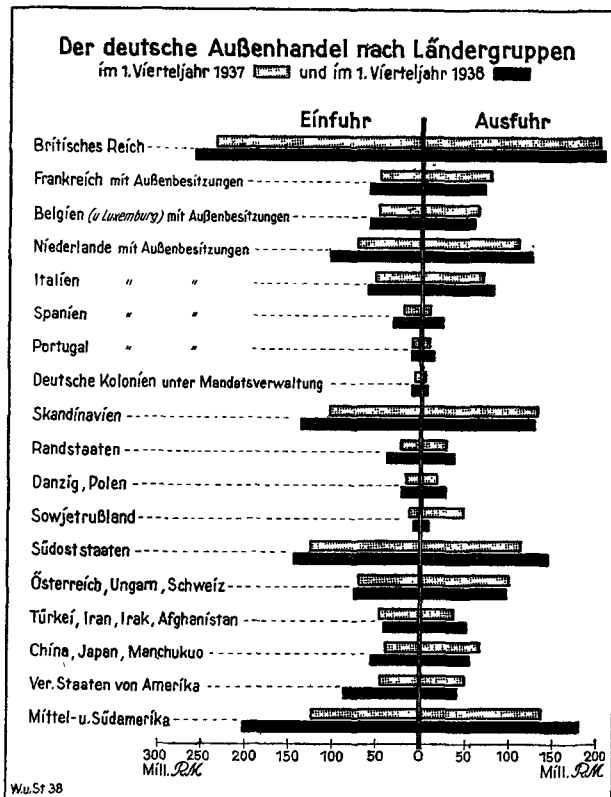 Der deutsche Außenhandel nach Ländergruppen
im 1. Vierteljahr 1937 und im 1. Vierteljahr 1938
Einfuhr Ausfuhr
Britisches Reich
Frankreich mit Außenbesitzungen
Belgien (u Luxemburg) mit Außenbesitzungen
Niederlande mit Außenbesitzungen
Italien " "
Spanien " "
Portugal " "
Deutsche Kolonien unter Mandatsverwaltung
Skandinavien
Randstaaten
Danzig, Polen
Sowjetrußland
Südoststaaten
Österreich, Ungarn, Schweiz
Türkei, Iran, Irak, Afghanistan
China, Japan, Manchukuo
Ver. Staaten von Amerika
Mittel- u. Südamerika
300 250 200 150 100 50 0 50 100 150 200
Mill. RM Mill. RM
W.u.St 38